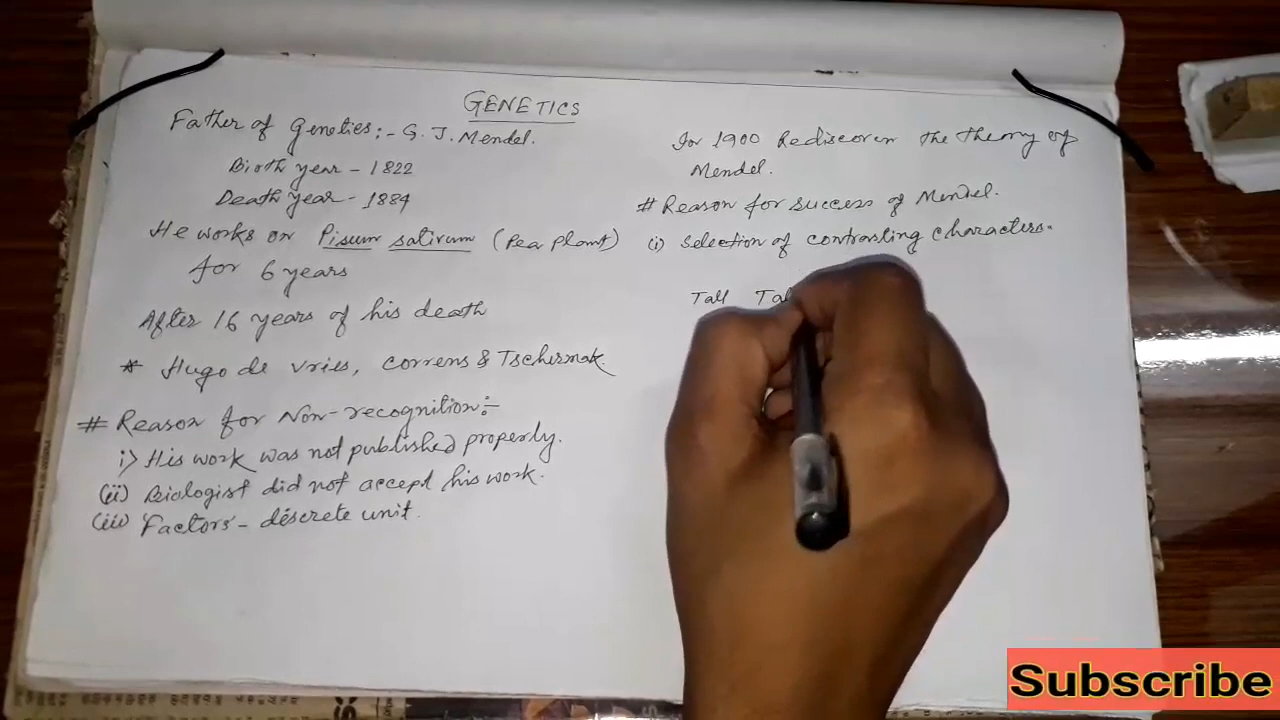 GENETICS
Father of Genetics:- G. J. Mendel.
Birth year - 1822
Death year - 1884
He works on Pisum sativum (Pea Plant)
for 6 years
After 16 years of his death
* Hugo de Vries, Correns & Tschermak.
# Reason for Non-recognition:-
i) His work was not published properly.
(ii) Biologist did not accept his work.
(iii) 'Factors' - discrete unit.
In 1900 Rediscover the theory of
Mendel.
# Reason for success of Mendel.
(i) Selection of contrasting characters.
Tall Tal
Subscribe